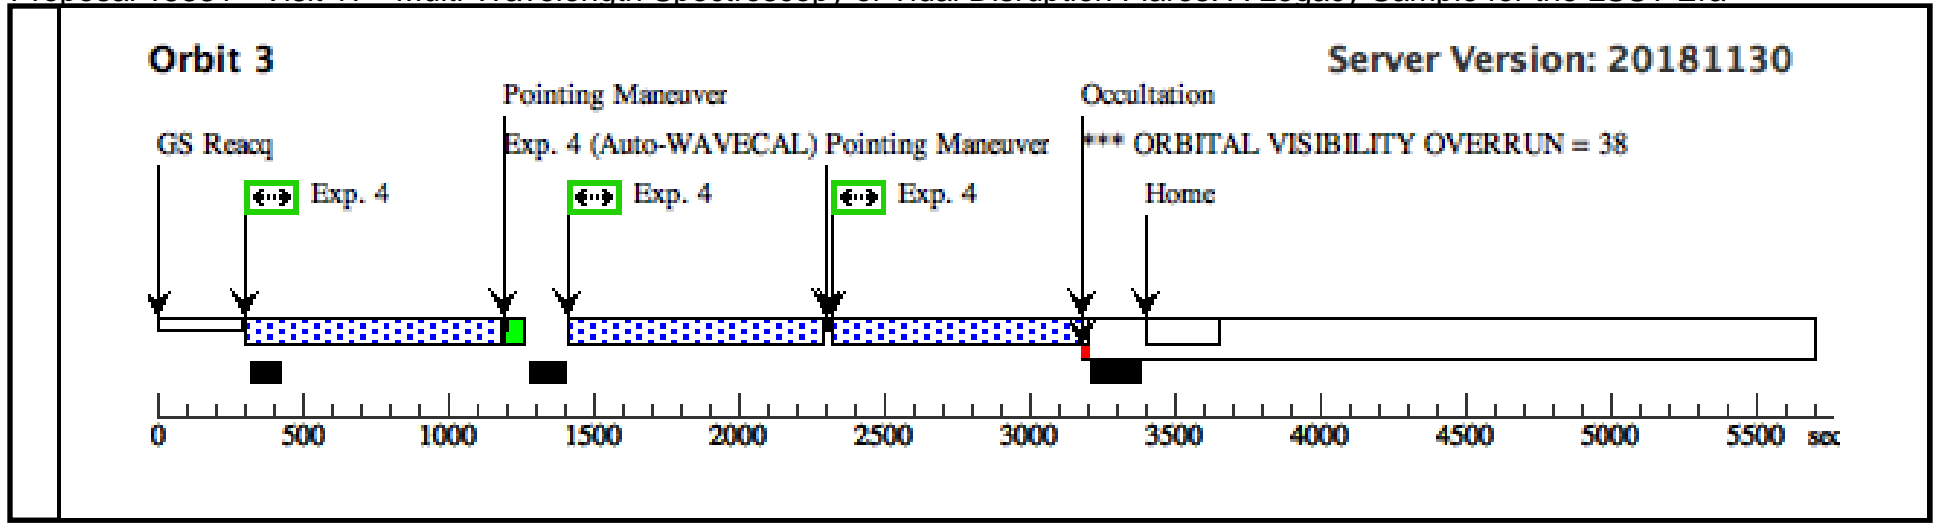 Orbit 3
Server Version: 20181130
Pointing Maneuver
Occultation
GS Reacq
Exp. 4 (Auto-WAVECAL) Pointing Maneuver
*** ORBITAL VISIBILITY OVERRUN = 38
Exp. 4
Exp. 4
Exp. 4
Home
0 500 1000 1500 2000 2500 3000 3500 4000 4500 5000 5500 sec